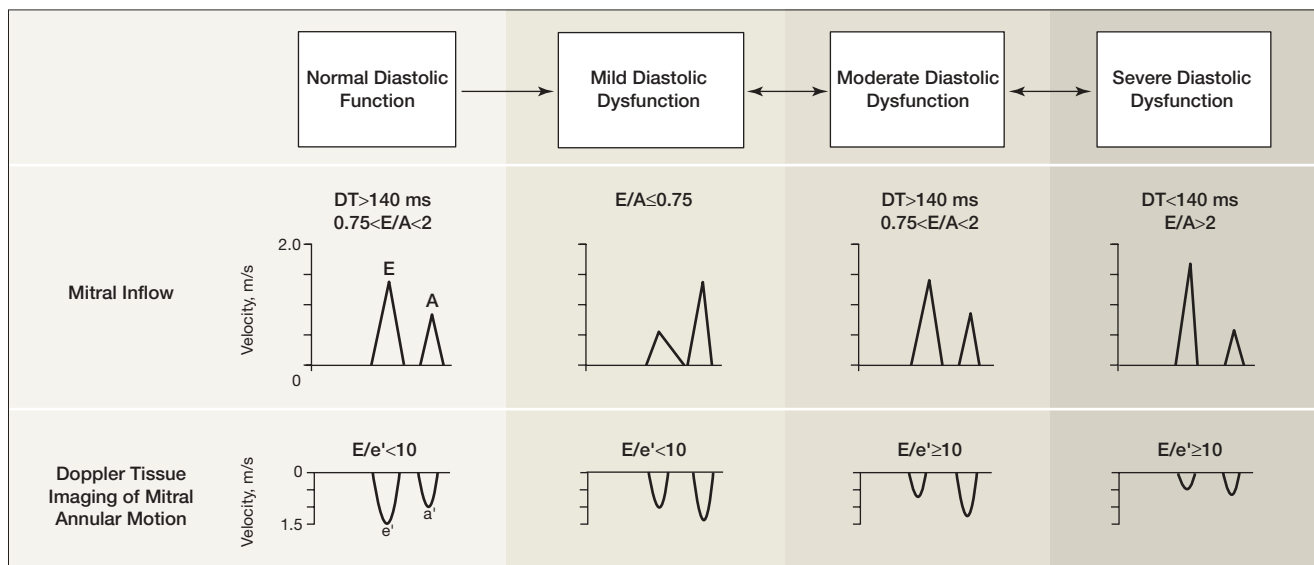 Normal Diastolic
Function
Mild Diastolic
Dysfunction
Moderate Diastolic
Dysfunction
Severe Diastolic
Dysfunction
Mitral Inflow
DT>140 ms
0.75<E/A<2
E/A≤0.75
DT>140 ms
0.75<E/A<2
DT<140 ms
E/A>2
Velocity, m/s
2.0
0
E
A
Doppler Tissue
Imaging of Mitral
Annular Motion
E/e'<10
E/e'<10
E/e'≥10
E/e'≥10
Velocity, m/s
0
1.5
e'
a'